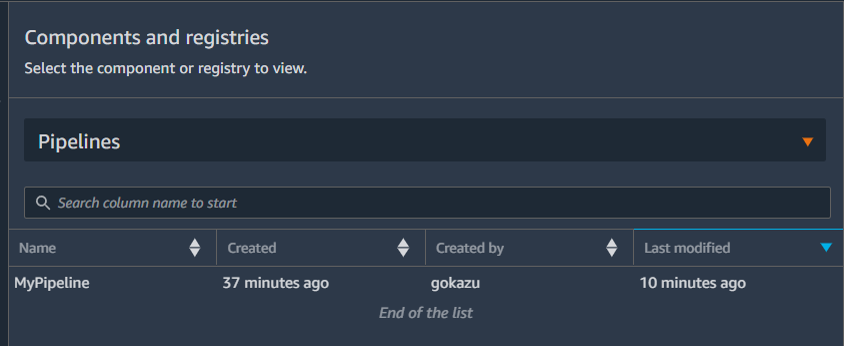 Components and registries
Select the component or registry to view.
Pipelines
Search column name to start
Name Created Created by Last modified
MyPipeline 37 minutes ago gokazu 10 minutes ago
End of the list